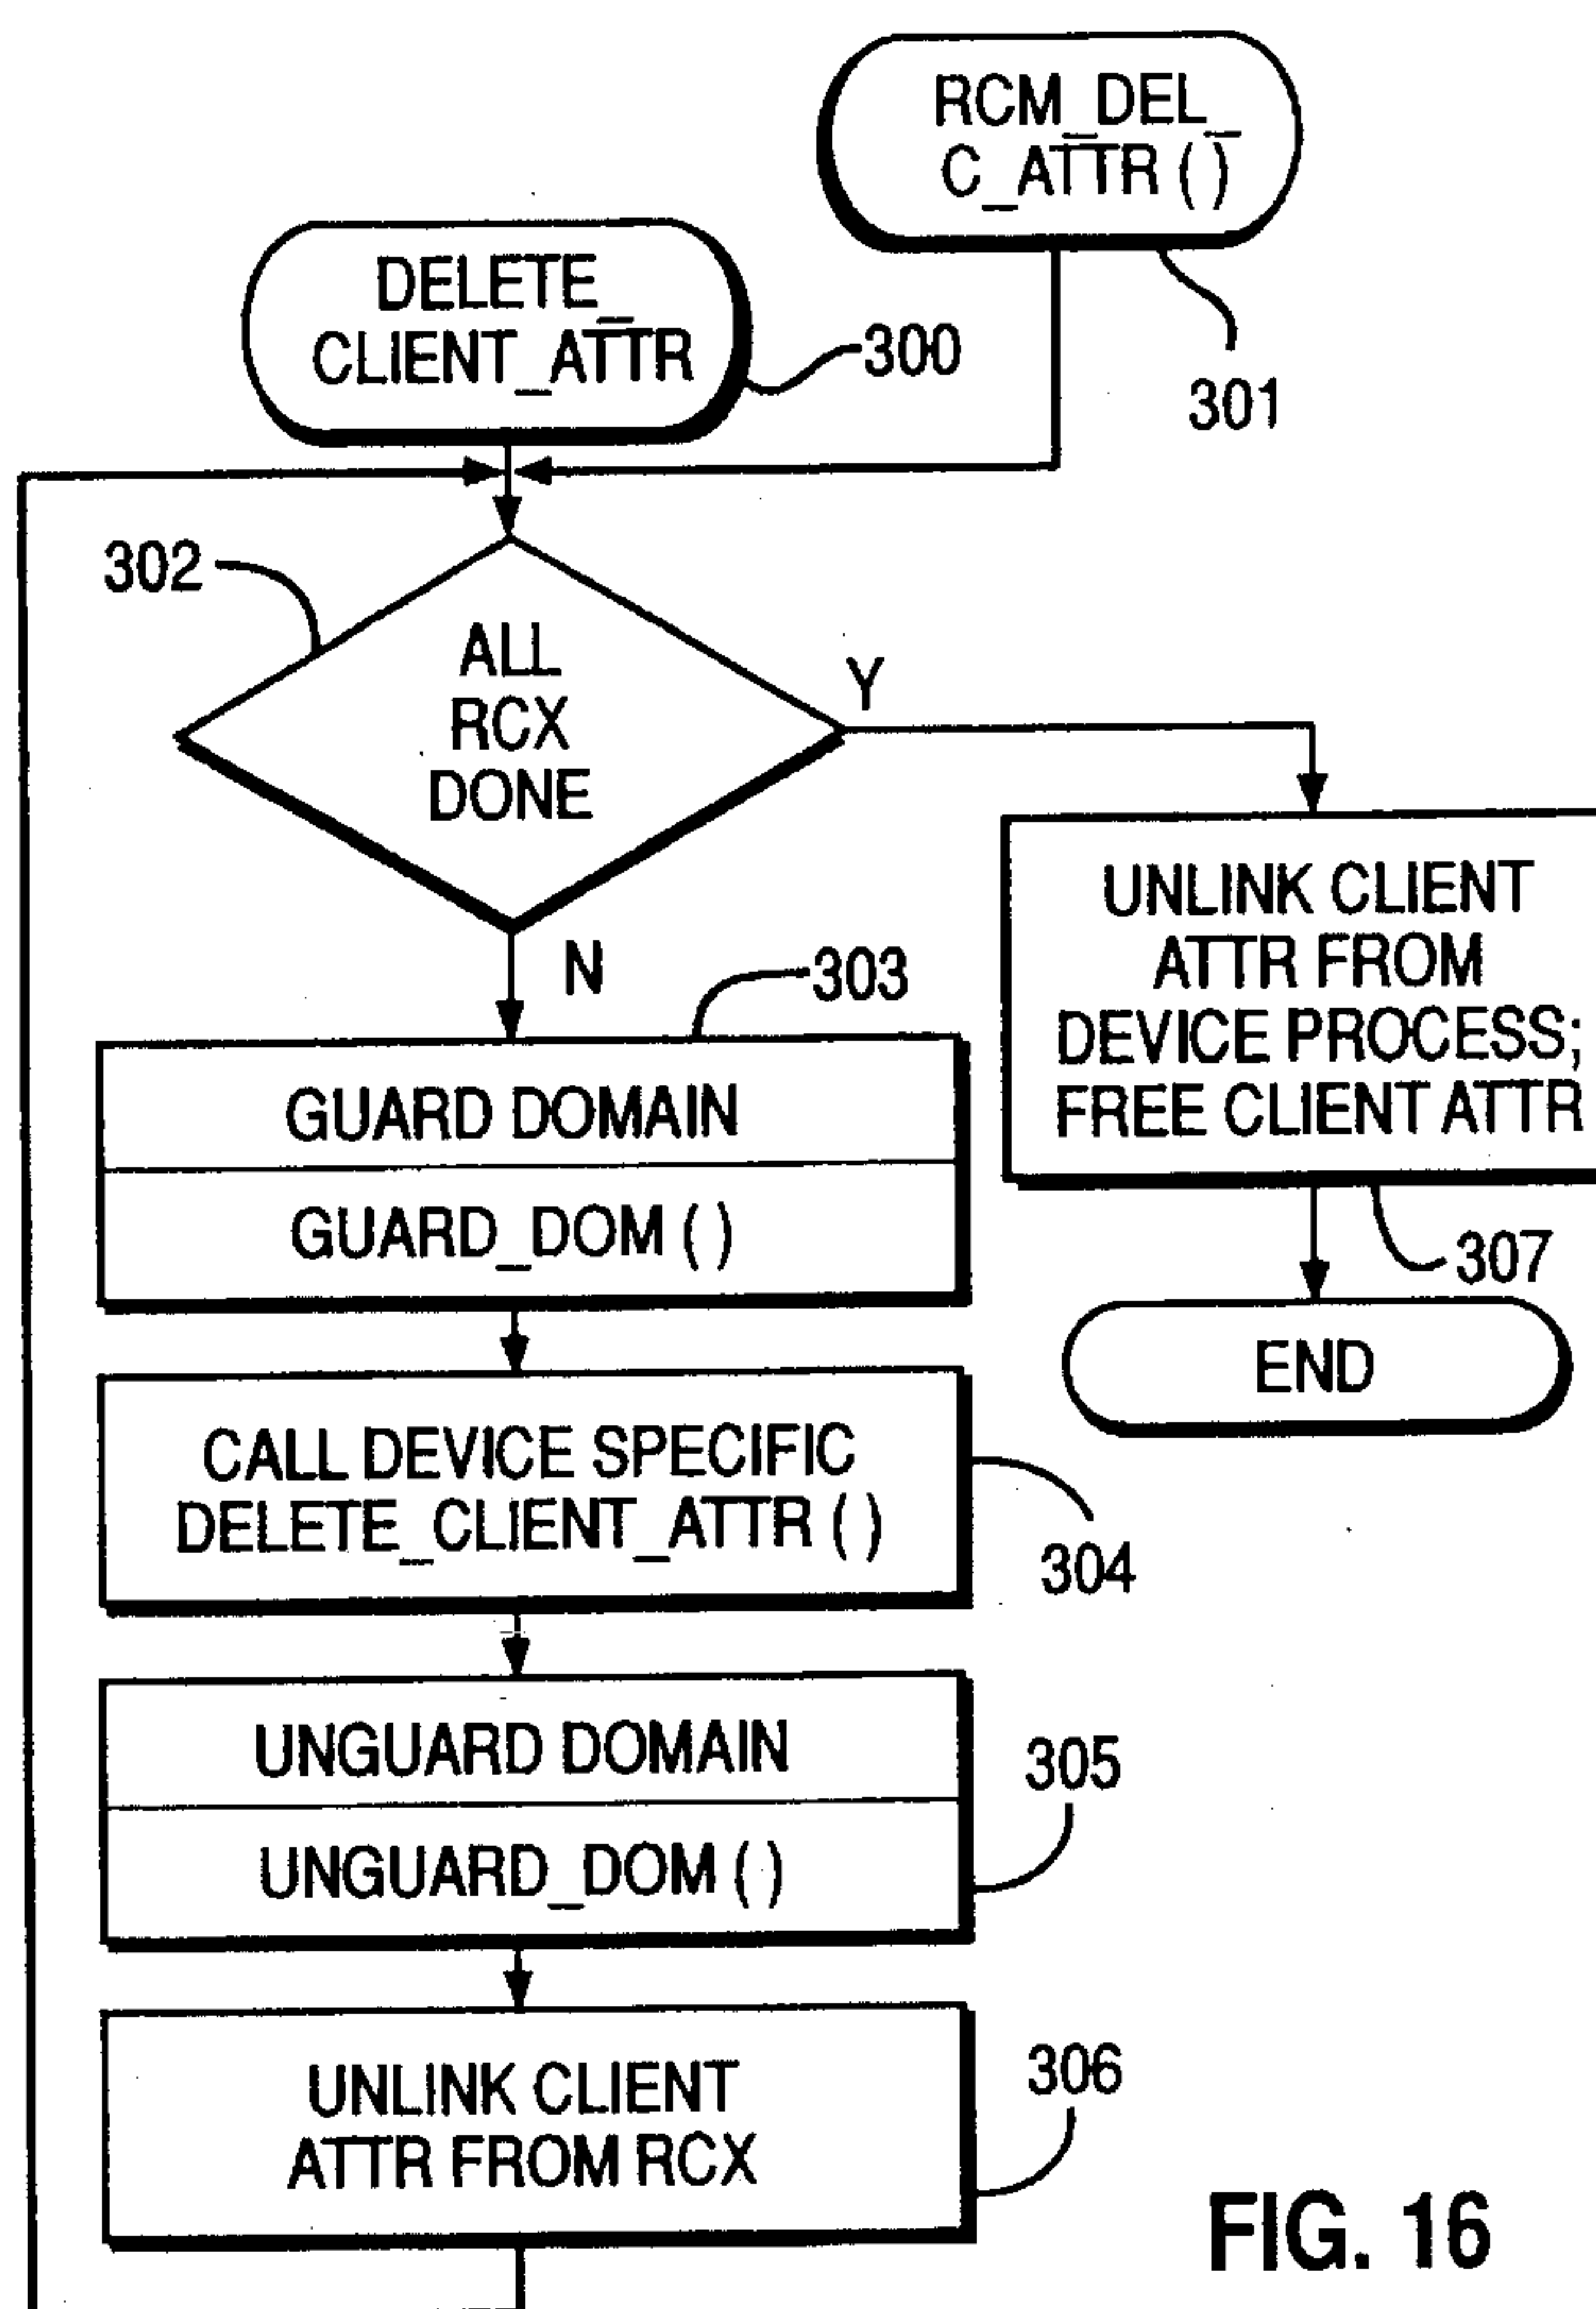 RCM_DEL_
C_ATTR ( )
301
DELETE_
CLIENT_ATTR
300
302
ALL
RCX
DONE
Y
N
UNLINK CLIENT
ATTR FROM
DEVICE PROCESS;
FREE CLIENT ATTR
307
END
303
GUARD DOMAIN
GUARD_DOM ( )
CALL DEVICE SPECIFIC
DELETE_CLIENT_ATTR ( )
304
UNGUARD DOMAIN
UNGUARD_DOM ( )
305
UNLINK CLIENT
ATTR FROM RCX
306
FIG. 16